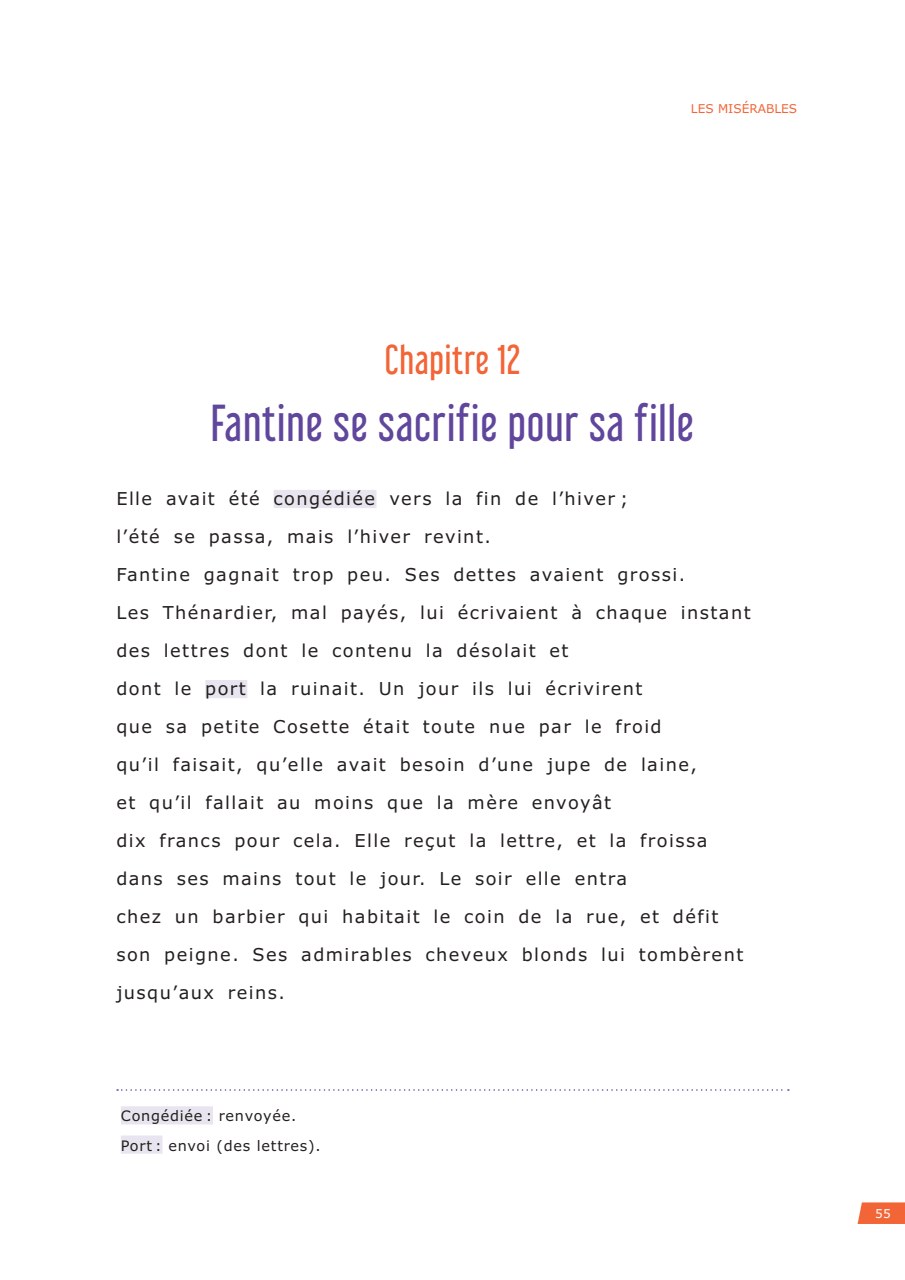 LES MISÉRABLES
Chapitre 12
Fantine se sacrifie pour sa fille
Elle avait été congédiée vers la fin de l’hiver ;
l’été se passa, mais l’hiver revint.
Fantine gagnait trop peu. Ses dettes avaient grossi.
Les Thénardier, mal payés, lui écrivaient à chaque instant
des lettres dont le contenu la désolait et
dont le port la ruinait. Un jour ils lui écrivirent
que sa petite Cosette était toute nue par le froid
qu’il faisait, qu’elle avait besoin d’une jupe de laine,
et qu’il fallait au moins que la mère envoyât
dix francs pour cela. Elle reçut la lettre, et la froissa
dans ses mains tout le jour. Le soir elle entra
chez un barbier qui habitait le coin de la rue, et défit
son peigne. Ses admirables cheveux blonds lui tombèrent
jusqu’aux reins.
Congédiée : renvoyée.
Port : envoi (des lettres).
55